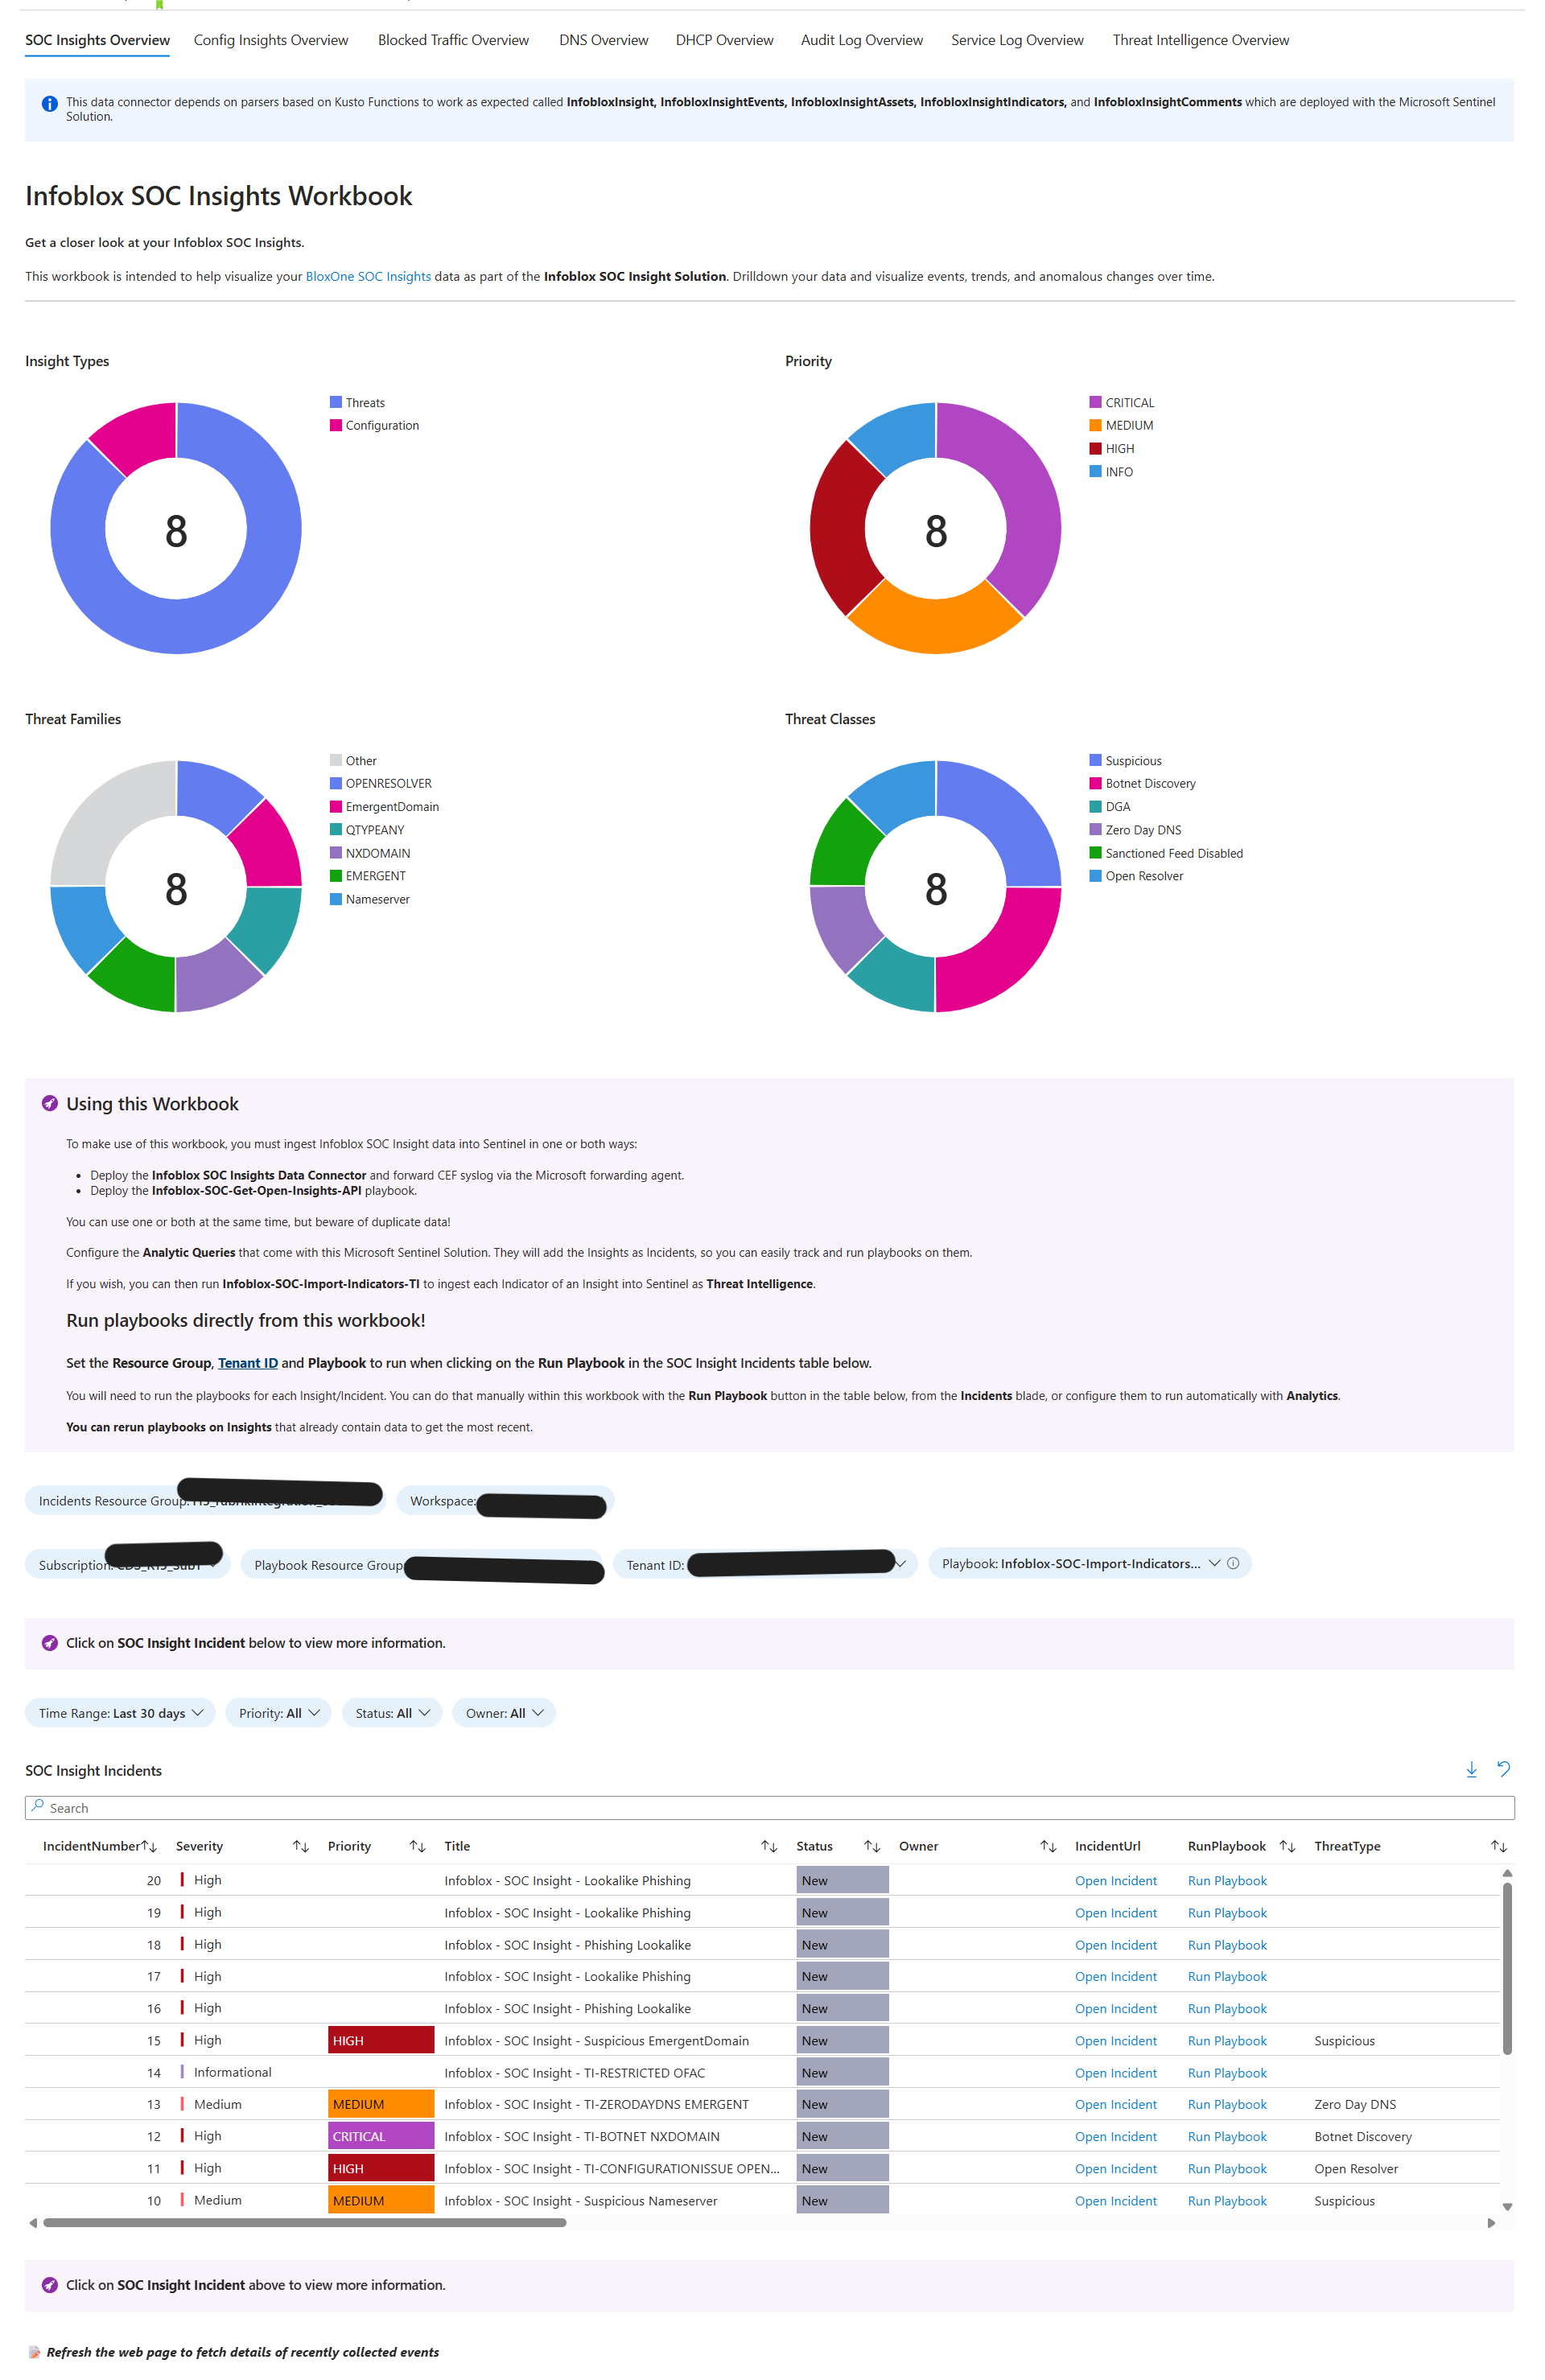 SOC Insights Overview Config Insights Overview Blocked Traffic Overview DNS Overview DHCP Overview Audit Log Overview Service Log Overview Threat Intelligence Overview
This data connector depends on parsers based on Kusto Functions to work as expected called InfobloxInsight, InfobloxInsightEvents, InfobloxInsightAssets, InfobloxInsightIndicators, and InfobloxInsightComments which are deployed with the Microsoft Sentinel
Solution.
Infoblox SOC Insights Workbook
Get a closer look at your Infoblox SOC Insights.
This workbook is intended to help visualize your BloxOne SOC Insights data as part of the Infoblox SOC Insight Solution. Drilldown your data and visualize events, trends, and anomalous changes over time.
Insight Types
8
Threats
Configuration
Priority
8
CRITICAL
MEDIUM
HIGH
INFO
Threat Families
8
Other
OPENRESOLVER
EmergentDomain
QTYPEANY
NXDOMAIN
EMERGENT
Nameserver
Threat Classes
8
Suspicious
Botnet Discovery
DGA
Zero Day DNS
Sanctioned Feed Disabled
Open Resolver
Using this Workbook
To make use of this workbook, you must ingest Infoblox SOC Insight data into Sentinel in one or both ways:
• Deploy the Infoblox SOC Insights Data Connector and forward CEF syslog via the Microsoft forwarding agent.
• Deploy the Infoblox-SOC-Get-Open-Insights-API playbook.
You can use one or both at the same time, but beware of duplicate data!
Configure the Analytic Queries that come with this Microsoft Sentinel Solution. They will add the Insights as Incidents, so you can easily track and run playbooks on them.
If you wish, you can then run Infoblox-SOC-Import-Indicators-TI to ingest each Indicator of an Insight into Sentinel as Threat Intelligence.
Run playbooks directly from this workbook!
Set the Resource Group, Tenant ID and Playbook to run when clicking on the Run Playbook in the SOC Insight Incidents table below.
You will need to run the playbooks for each Insight/Incident. You can do that manually within this workbook with the Run Playbook button in the table below, from the Incidents blade, or configure them to run automatically with Analytics.
You can rerun playbooks on Insights that already contain data to get the most recent.
Incidents Resource Group: Workspace:
Subscription: Playbook Resource Group Tenant ID: Playbook: Infoblox-SOC-Import-Indicators...
Click on SOC Insight Incident below to view more information.
Time Range: Last 30 days Priority: All Status: All Owner: All
SOC Insight Incidents
Search
IncidentNumber Severity Priority Title Status Owner IncidentUrl RunPlaybook ThreatType
20 High Infoblox - SOC Insight - Lookalike Phishing New Open Incident Run Playbook
19 High Infoblox - SOC Insight - Lookalike Phishing New Open Incident Run Playbook
18 High Infoblox - SOC Insight - Phishing Lookalike New Open Incident Run Playbook
17 High Infoblox - SOC Insight - Lookalike Phishing New Open Incident Run Playbook
16 High Infoblox - SOC Insight - Phishing Lookalike New Open Incident Run Playbook
15 High HIGH Infoblox - SOC Insight - Suspicious EmergentDomain New Open Incident Run Playbook Suspicious
14 Informational Infoblox - SOC Insight - TI-RESTRICTED OFAC New Open Incident Run Playbook
13 Medium MEDIUM Infoblox - SOC Insight - TI-ZERODAYDNS EMERGENT New Open Incident Run Playbook Zero Day DNS
12 High CRITICAL Infoblox - SOC Insight - TI-BOTNET NXDOMAIN New Open Incident Run Playbook Botnet Discovery
11 High HIGH Infoblox - SOC Insight - TI-CONFIGURATIONISSUE OPEN... New Open Incident Run Playbook Open Resolver
10 Medium MEDIUM Infoblox - SOC Insight - Suspicious Nameserver New Open Incident Run Playbook Suspicious
Click on SOC Insight Incident above to view more information.
Refresh the web page to fetch details of recently collected events